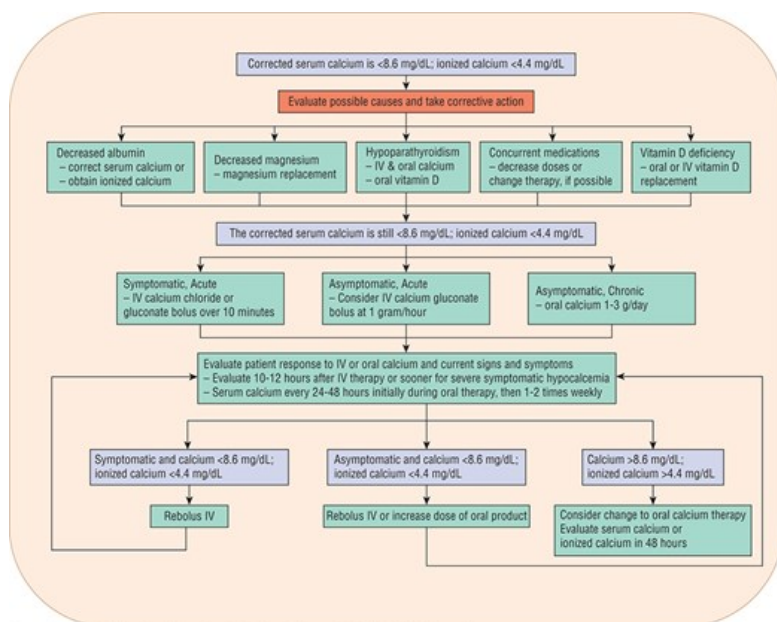 Corrected serum calcium is <8.6 mg/dL; ionized calcium <4.4 mg/dL
Evaluate possible causes and take corrective action
Decreased albumin
– correct serum calcium or
– obtain ionized calcium
Decreased magnesium
– magnesium replacement
Hypoparathyroidism
– IV & oral calcium
– oral vitamin D
Concurrent medications
– decrease doses or
change therapy, if possible
Vitamin D deficiency
– oral or IV vitamin D
replacement
The corrected serum calcium is still <8.6 mg/dL; ionized calcium <4.4 mg/dL
Symptomatic, Acute
– IV calcium chloride or
gluconate bolus over 10 minutes
Asymptomatic, Acute
– Consider IV calcium gluconate
bolus at 1 gram/hour
Asymptomatic, Chronic
– oral calcium 1-3 g/day
Evaluate patient response to IV or oral calcium and current signs and symptoms
– Evaluate 10-12 hours after IV therapy or sooner for severe symptomatic hypocalcemia
– Serum calcium every 24-48 hours initially during oral therapy, then 1-2 times weekly
Symptomatic and calcium <8.6 mg/dL;
ionized calcium <4.4 mg/dL
Asymptomatic and calcium <8.6 mg/dL;
ionized calcium <4.4 mg/dL
Calcium >8.6 mg/dL;
ionized calcium >4.4 mg/dL
Rebolus IV
Rebolus IV or increase dose of oral product
Consider change to oral calcium therapy
Evaluate serum calcium or
ionized calcium in 48 hours